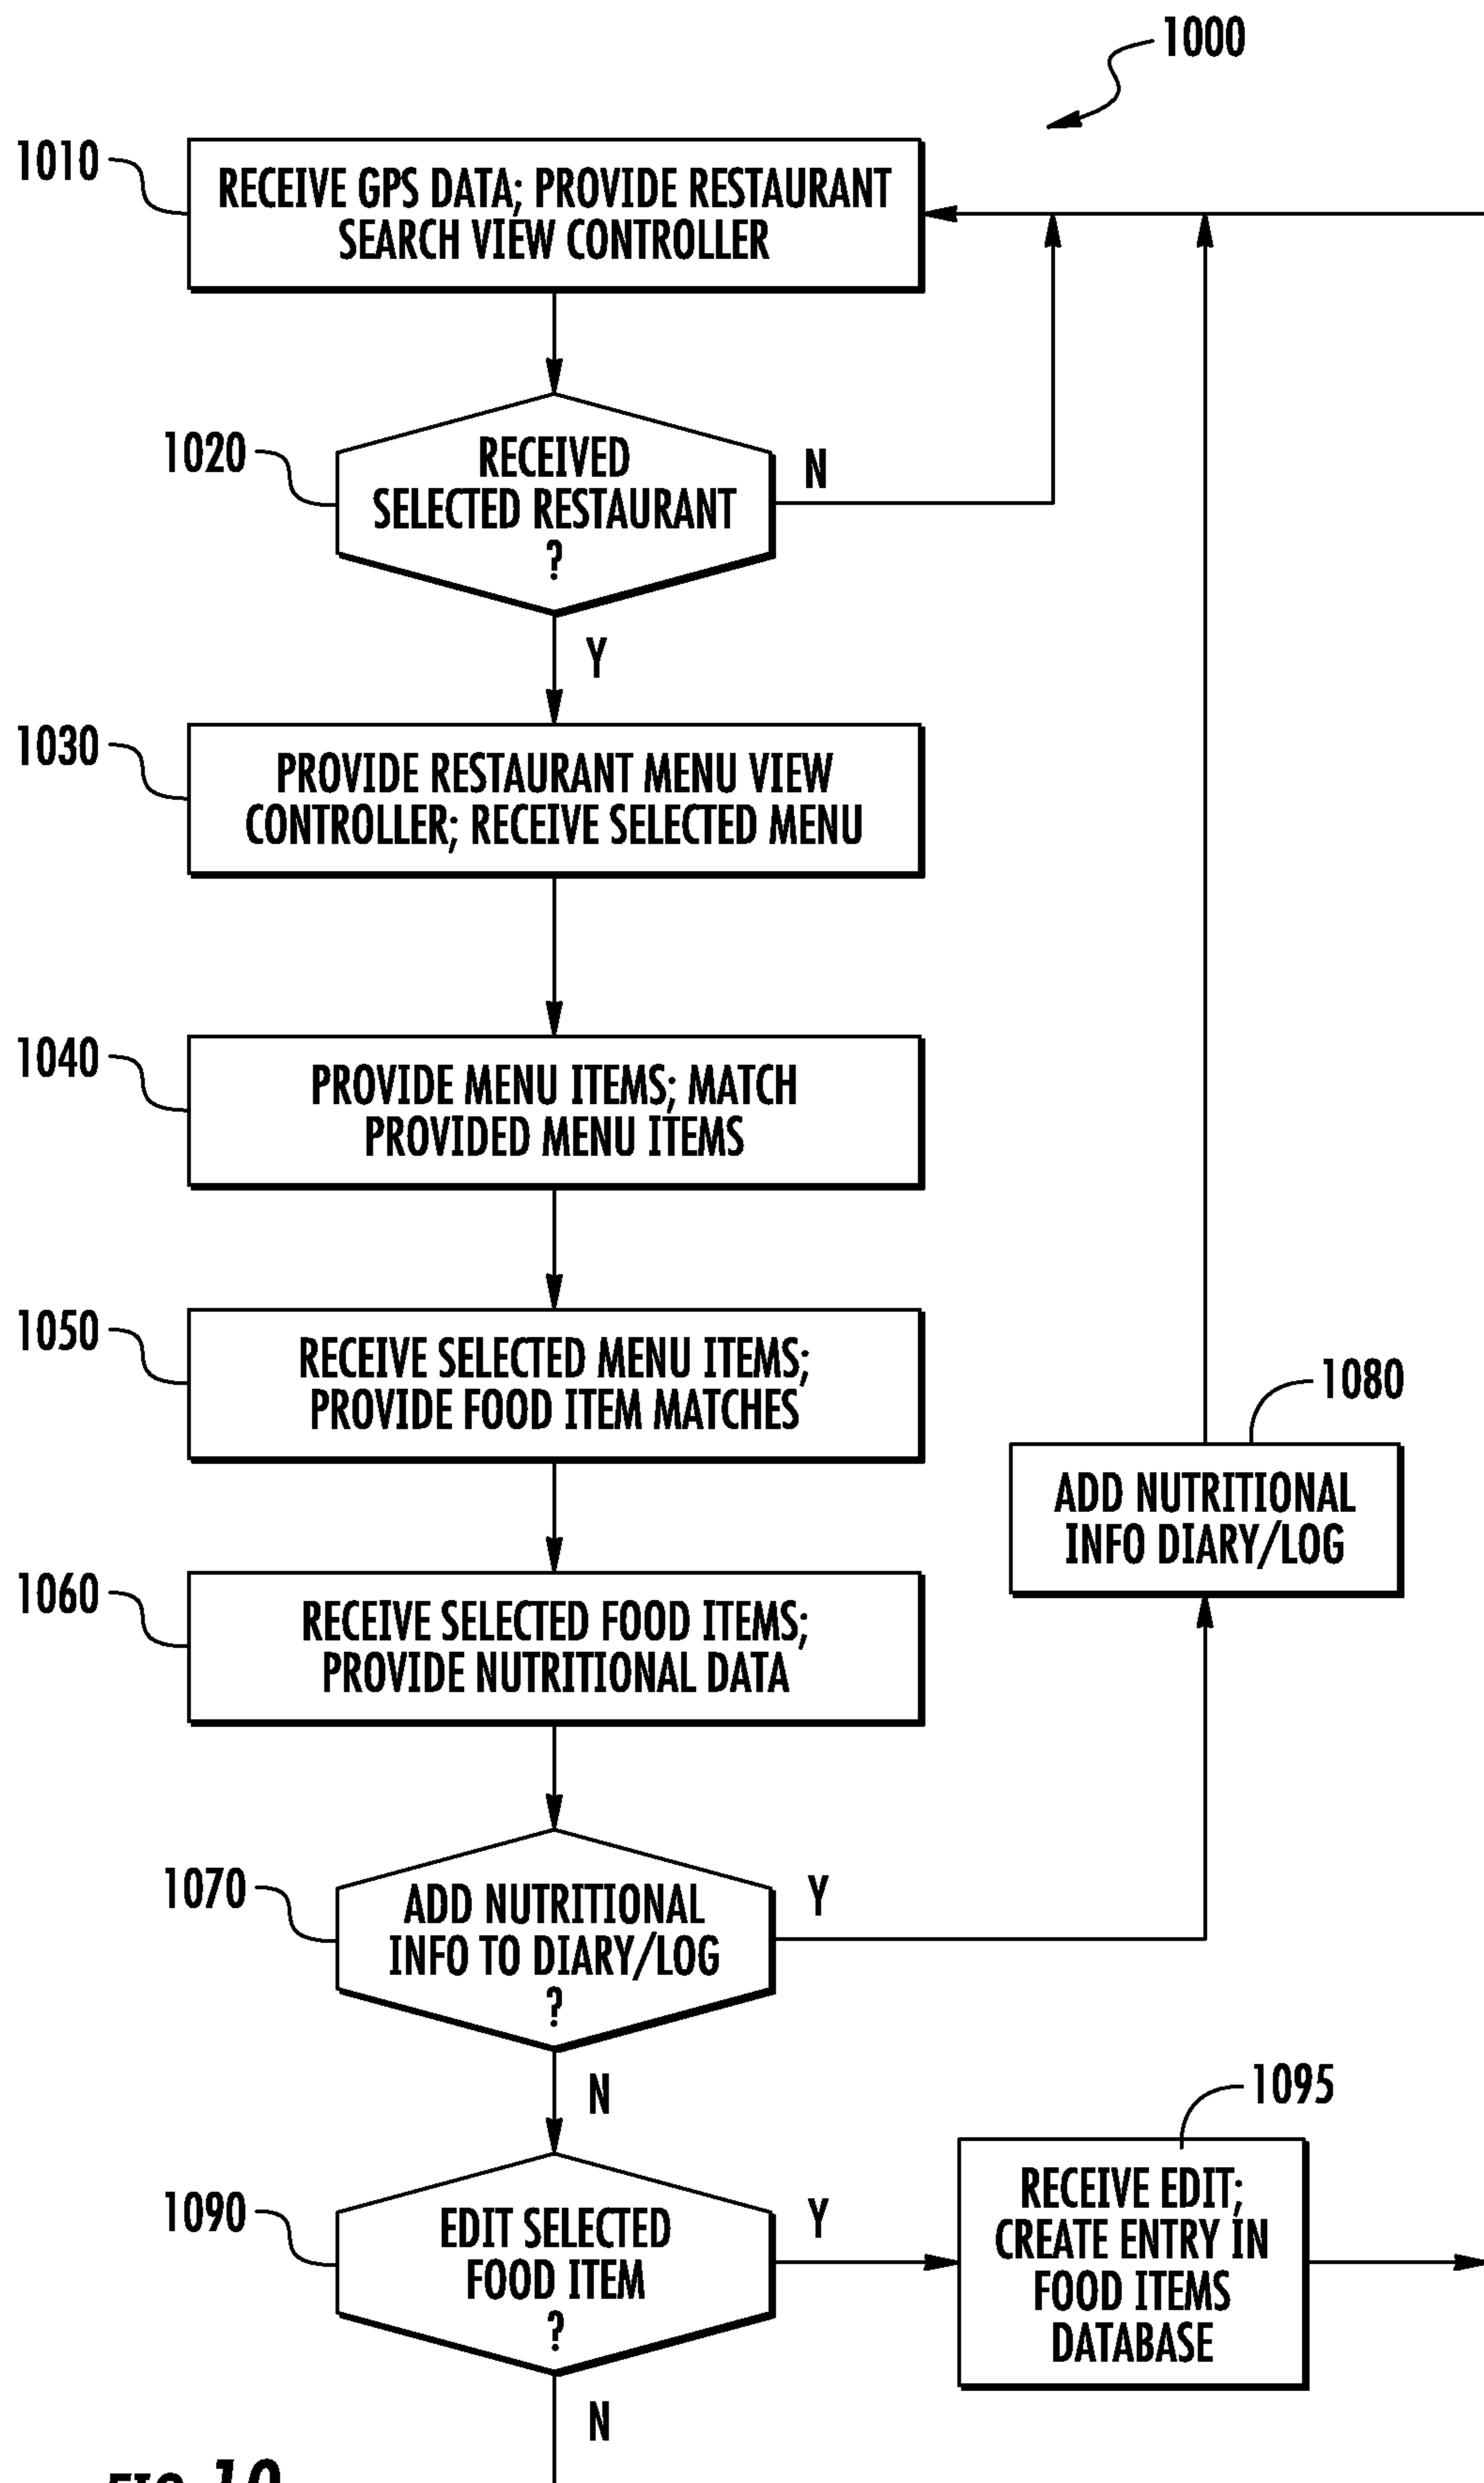 1000
1010
RECEIVE GPS DATA; PROVIDE RESTAURANT
SEARCH VIEW CONTROLLER
1020
RECEIVED
SELECTED RESTAURANT
?
N
Y
1030
PROVIDE RESTAURANT MENU VIEW
CONTROLLER; RECEIVE SELECTED MENU
1040
PROVIDE MENU ITEMS; MATCH
PROVIDED MENU ITEMS
1050
RECEIVE SELECTED MENU ITEMS;
PROVIDE FOOD ITEM MATCHES
1080
ADD NUTRITIONAL
INFO DIARY/LOG
1060
RECEIVE SELECTED FOOD ITEMS;
PROVIDE NUTRITIONAL DATA
1070
ADD NUTRITIONAL
INFO TO DIARY/LOG
?
Y
N
1095
1090
EDIT SELECTED
FOOD ITEM
?
Y
RECEIVE EDIT;
CREATE ENTRY IN
FOOD ITEMS
DATABASE
N
FIG. 10